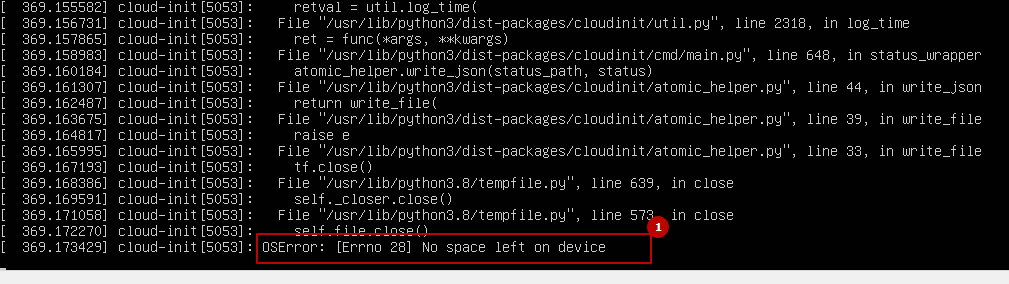 [  369.155582] cloud-init[5053]:     retval = util.log_time(
[  369.156731] cloud-init[5053]:   File "/usr/lib/python3/dist-packages/cloudinit/util.py", line 2318, in log_time
[  369.157865] cloud-init[5053]:     ret = func(*args, **kwargs)
[  369.158983] cloud-init[5053]:   File "/usr/lib/python3/dist-packages/cloudinit/cmd/main.py", line 648, in status_wrapper
[  369.160184] cloud-init[5053]:     atomic_helper.write_json(status_path, status)
[  369.161307] cloud-init[5053]:   File "/usr/lib/python3/dist-packages/cloudinit/atomic_helper.py", line 44, in write_json
[  369.162487] cloud-init[5053]:     return write_file(
[  369.163675] cloud-init[5053]:   File "/usr/lib/python3/dist-packages/cloudinit/atomic_helper.py", line 39, in write_file
[  369.164817] cloud-init[5053]:     raise e
[  369.165995] cloud-init[5053]:   File "/usr/lib/python3/dist-packages/cloudinit/atomic_helper.py", line 33, in write_file
[  369.167193] cloud-init[5053]:     tf.close()
[  369.168386] cloud-init[5053]:   File "/usr/lib/python3.8/tempfile.py", line 639, in close
[  369.169591] cloud-init[5053]:     self._closer.close()
[  369.171058] cloud-init[5053]:   File "/usr/lib/python3.8/tempfile.py", line 573, in close
[  369.172270] cloud-init[5053]:     self.file.close()
1
[  369.173429] cloud-init[5053]: OSError: [Errno 28] No space left on device